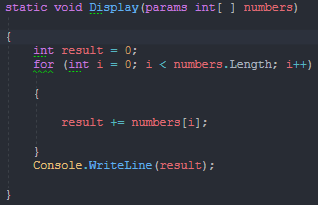 static void Display(params int[ ] numbers)
{
int result = 0;
for (int i = 0; i < numbers.Length; i++)
{
result += numbers[i];
}
Console.WriteLine(result);
}